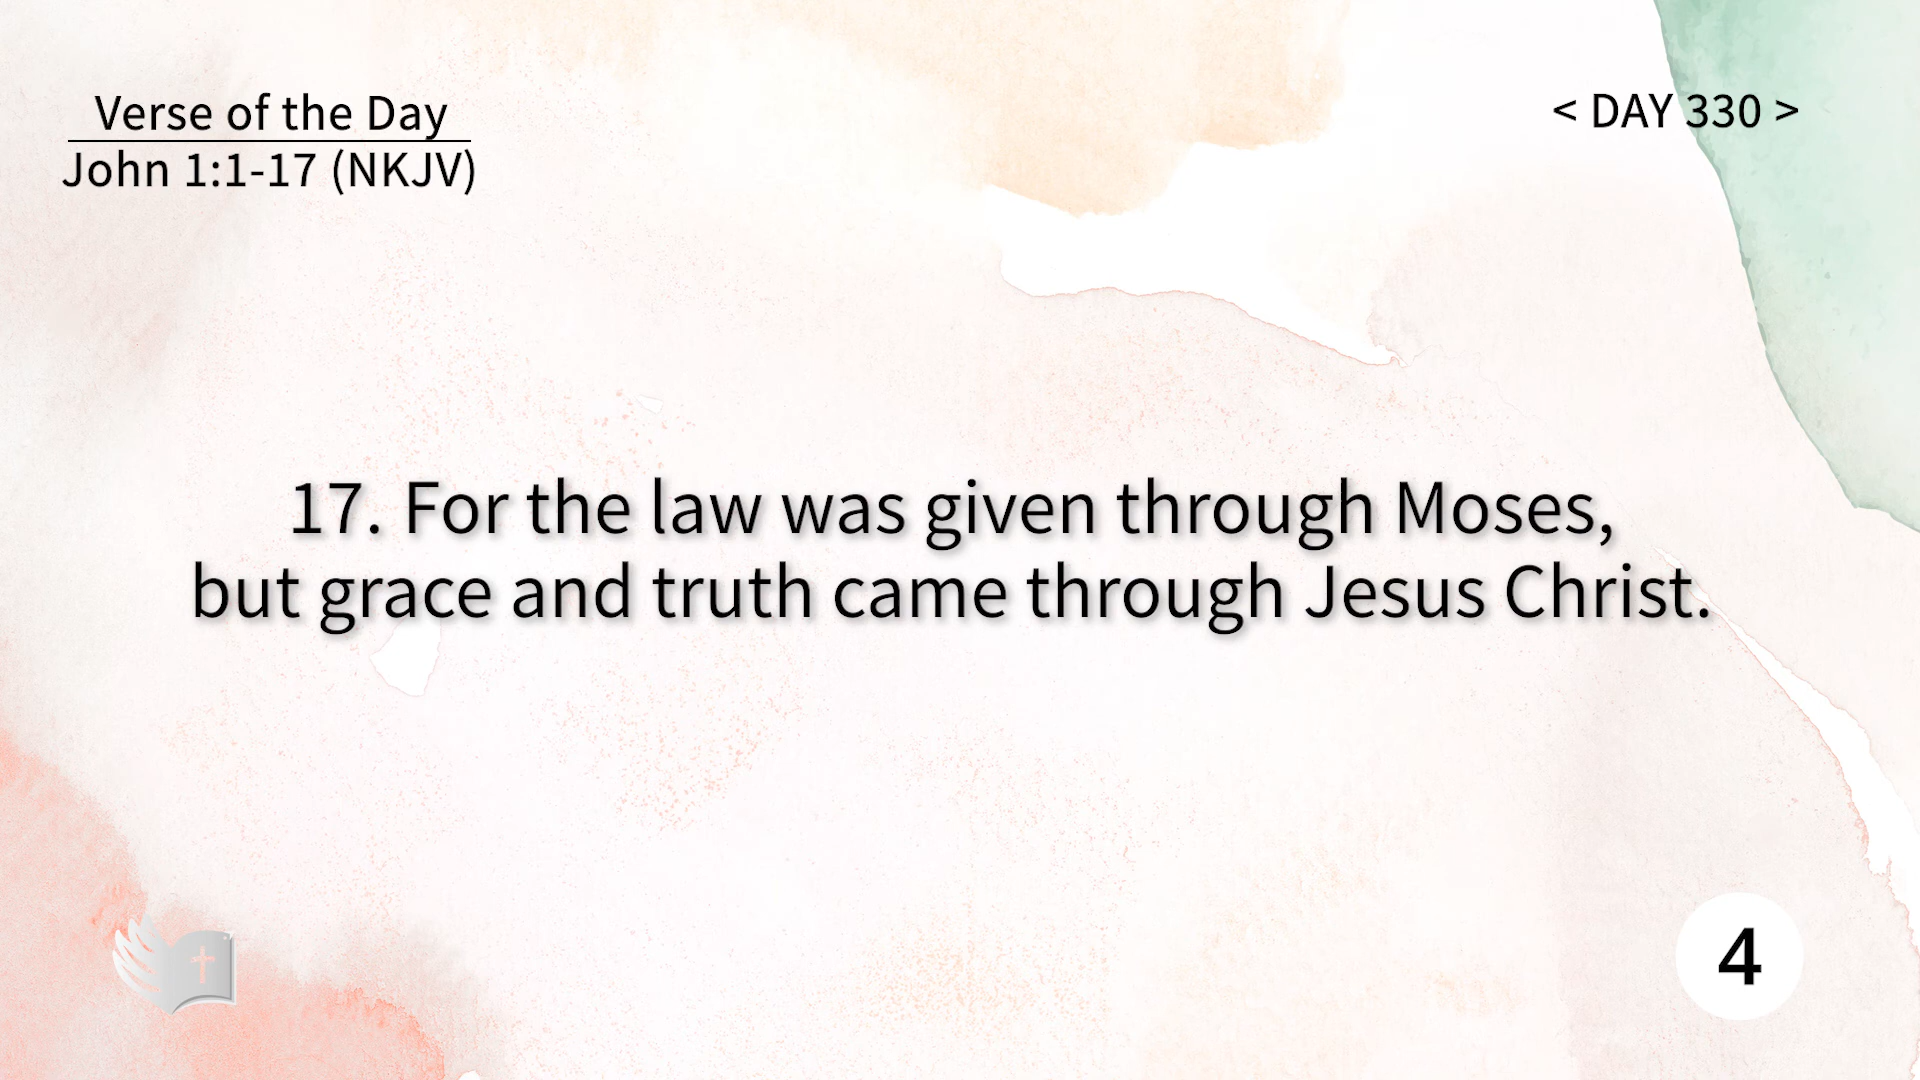 Verse of the Day
John 1:1-17 (NKJV)
< DAY 330 >
17. For the law was given through Moses,
but grace and truth came through Jesus Christ.
4